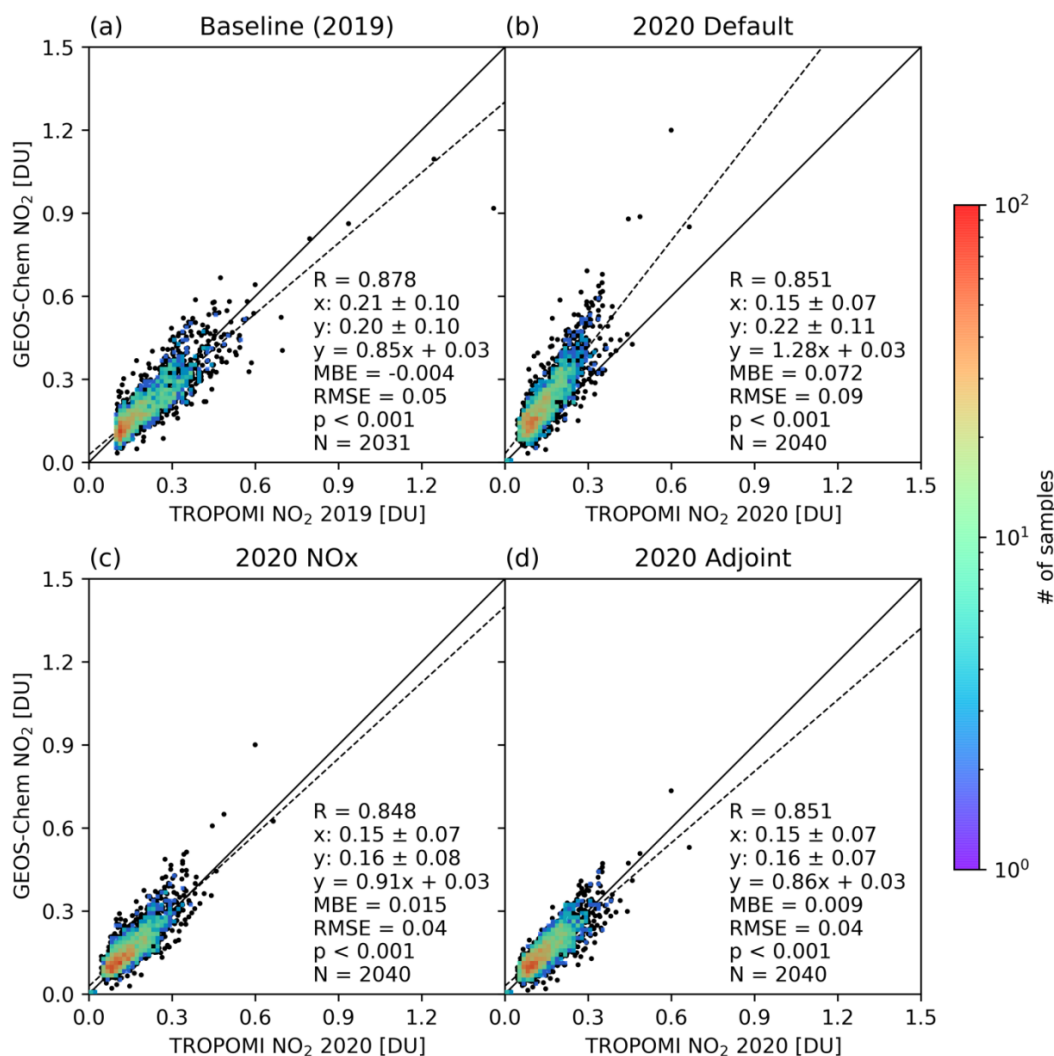 (a) Baseline (2019)
1.5
1.2
0.9
0.6
0.3
0.0
GEOS-Chem NO₂ [DU]
R = 0.878
x: 0.21 ± 0.10
y: 0.20 ± 0.10
y = 0.85x + 0.03
MBE = -0.004
RMSE = 0.05
p < 0.001
N = 2031
0.0 0.3 0.6 0.9 1.2
TROPOMI NO₂ 2019 [DU]
(b) 2020 Default
R = 0.851
x: 0.15 ± 0.07
y: 0.22 ± 0.11
y = 1.28x + 0.03
MBE = 0.072
RMSE = 0.09
p < 0.001
N = 2040
0.0 0.3 0.6 0.9 1.2 1.5
TROPOMI NO₂ 2020 [DU]
(c) 2020 NOx
1.5
1.2
0.9
0.6
0.3
0.0
GEOS-Chem NO₂ [DU]
R = 0.848
x: 0.15 ± 0.07
y: 0.16 ± 0.08
y = 0.91x + 0.03
MBE = 0.015
RMSE = 0.04
p < 0.001
N = 2040
0.0 0.3 0.6 0.9 1.2
TROPOMI NO₂ 2020 [DU]
(d) 2020 Adjoint
R = 0.851
x: 0.15 ± 0.07
y: 0.16 ± 0.07
y = 0.86x + 0.03
MBE = 0.009
RMSE = 0.04
p < 0.001
N = 2040
0.0 0.3 0.6 0.9 1.2 1.5
TROPOMI NO₂ 2020 [DU]
10²
10¹
10⁰
# of samples